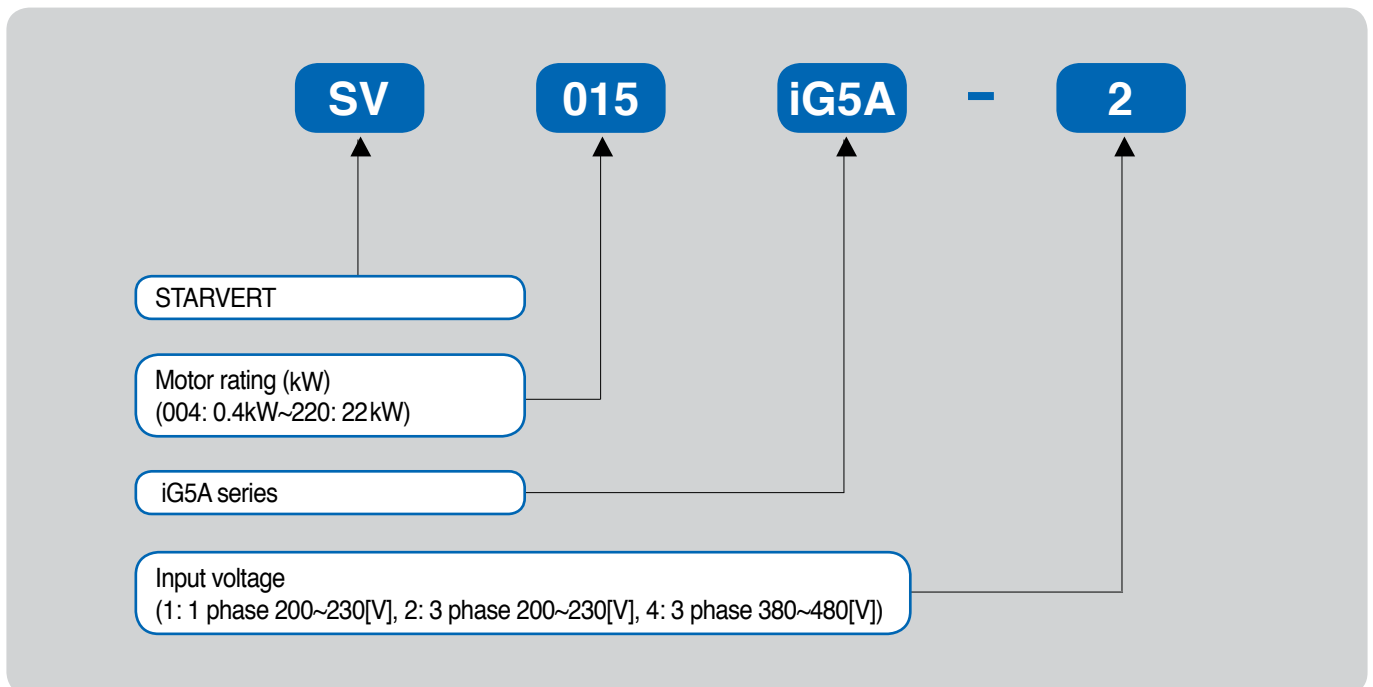 SV 015 iG5A - 2
STARVERT
Motor rating (kW)
(004: 0.4kW~220: 22kW)
iG5A series
Input voltage
(1: 1 phase 200~230[V], 2: 3 phase 200~230[V], 4: 3 phase 380~480[V])